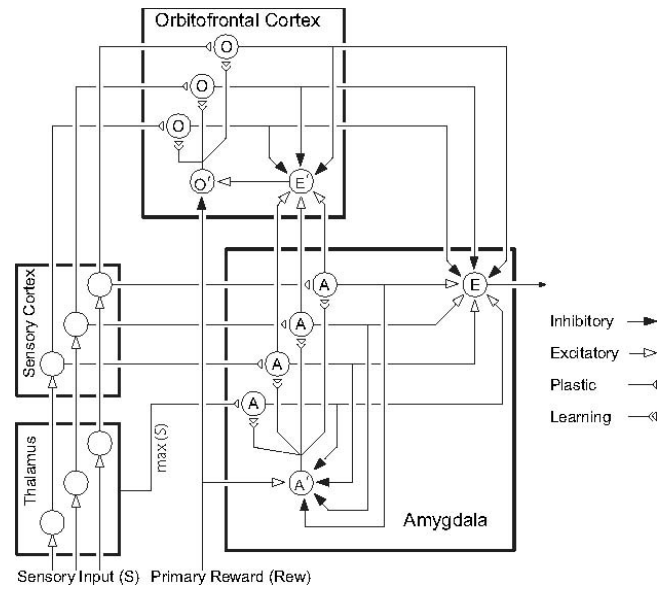 Orbitofrontal Cortex
O
O
O
O'
E'
Sensory Cortex
A
A
A
A
E
Inhibitory
Excitatory
Plastic
Learning
Thalamus
max (S)
A'
Amygdala
Sensory Input (S)
Primary Reward (Rew)